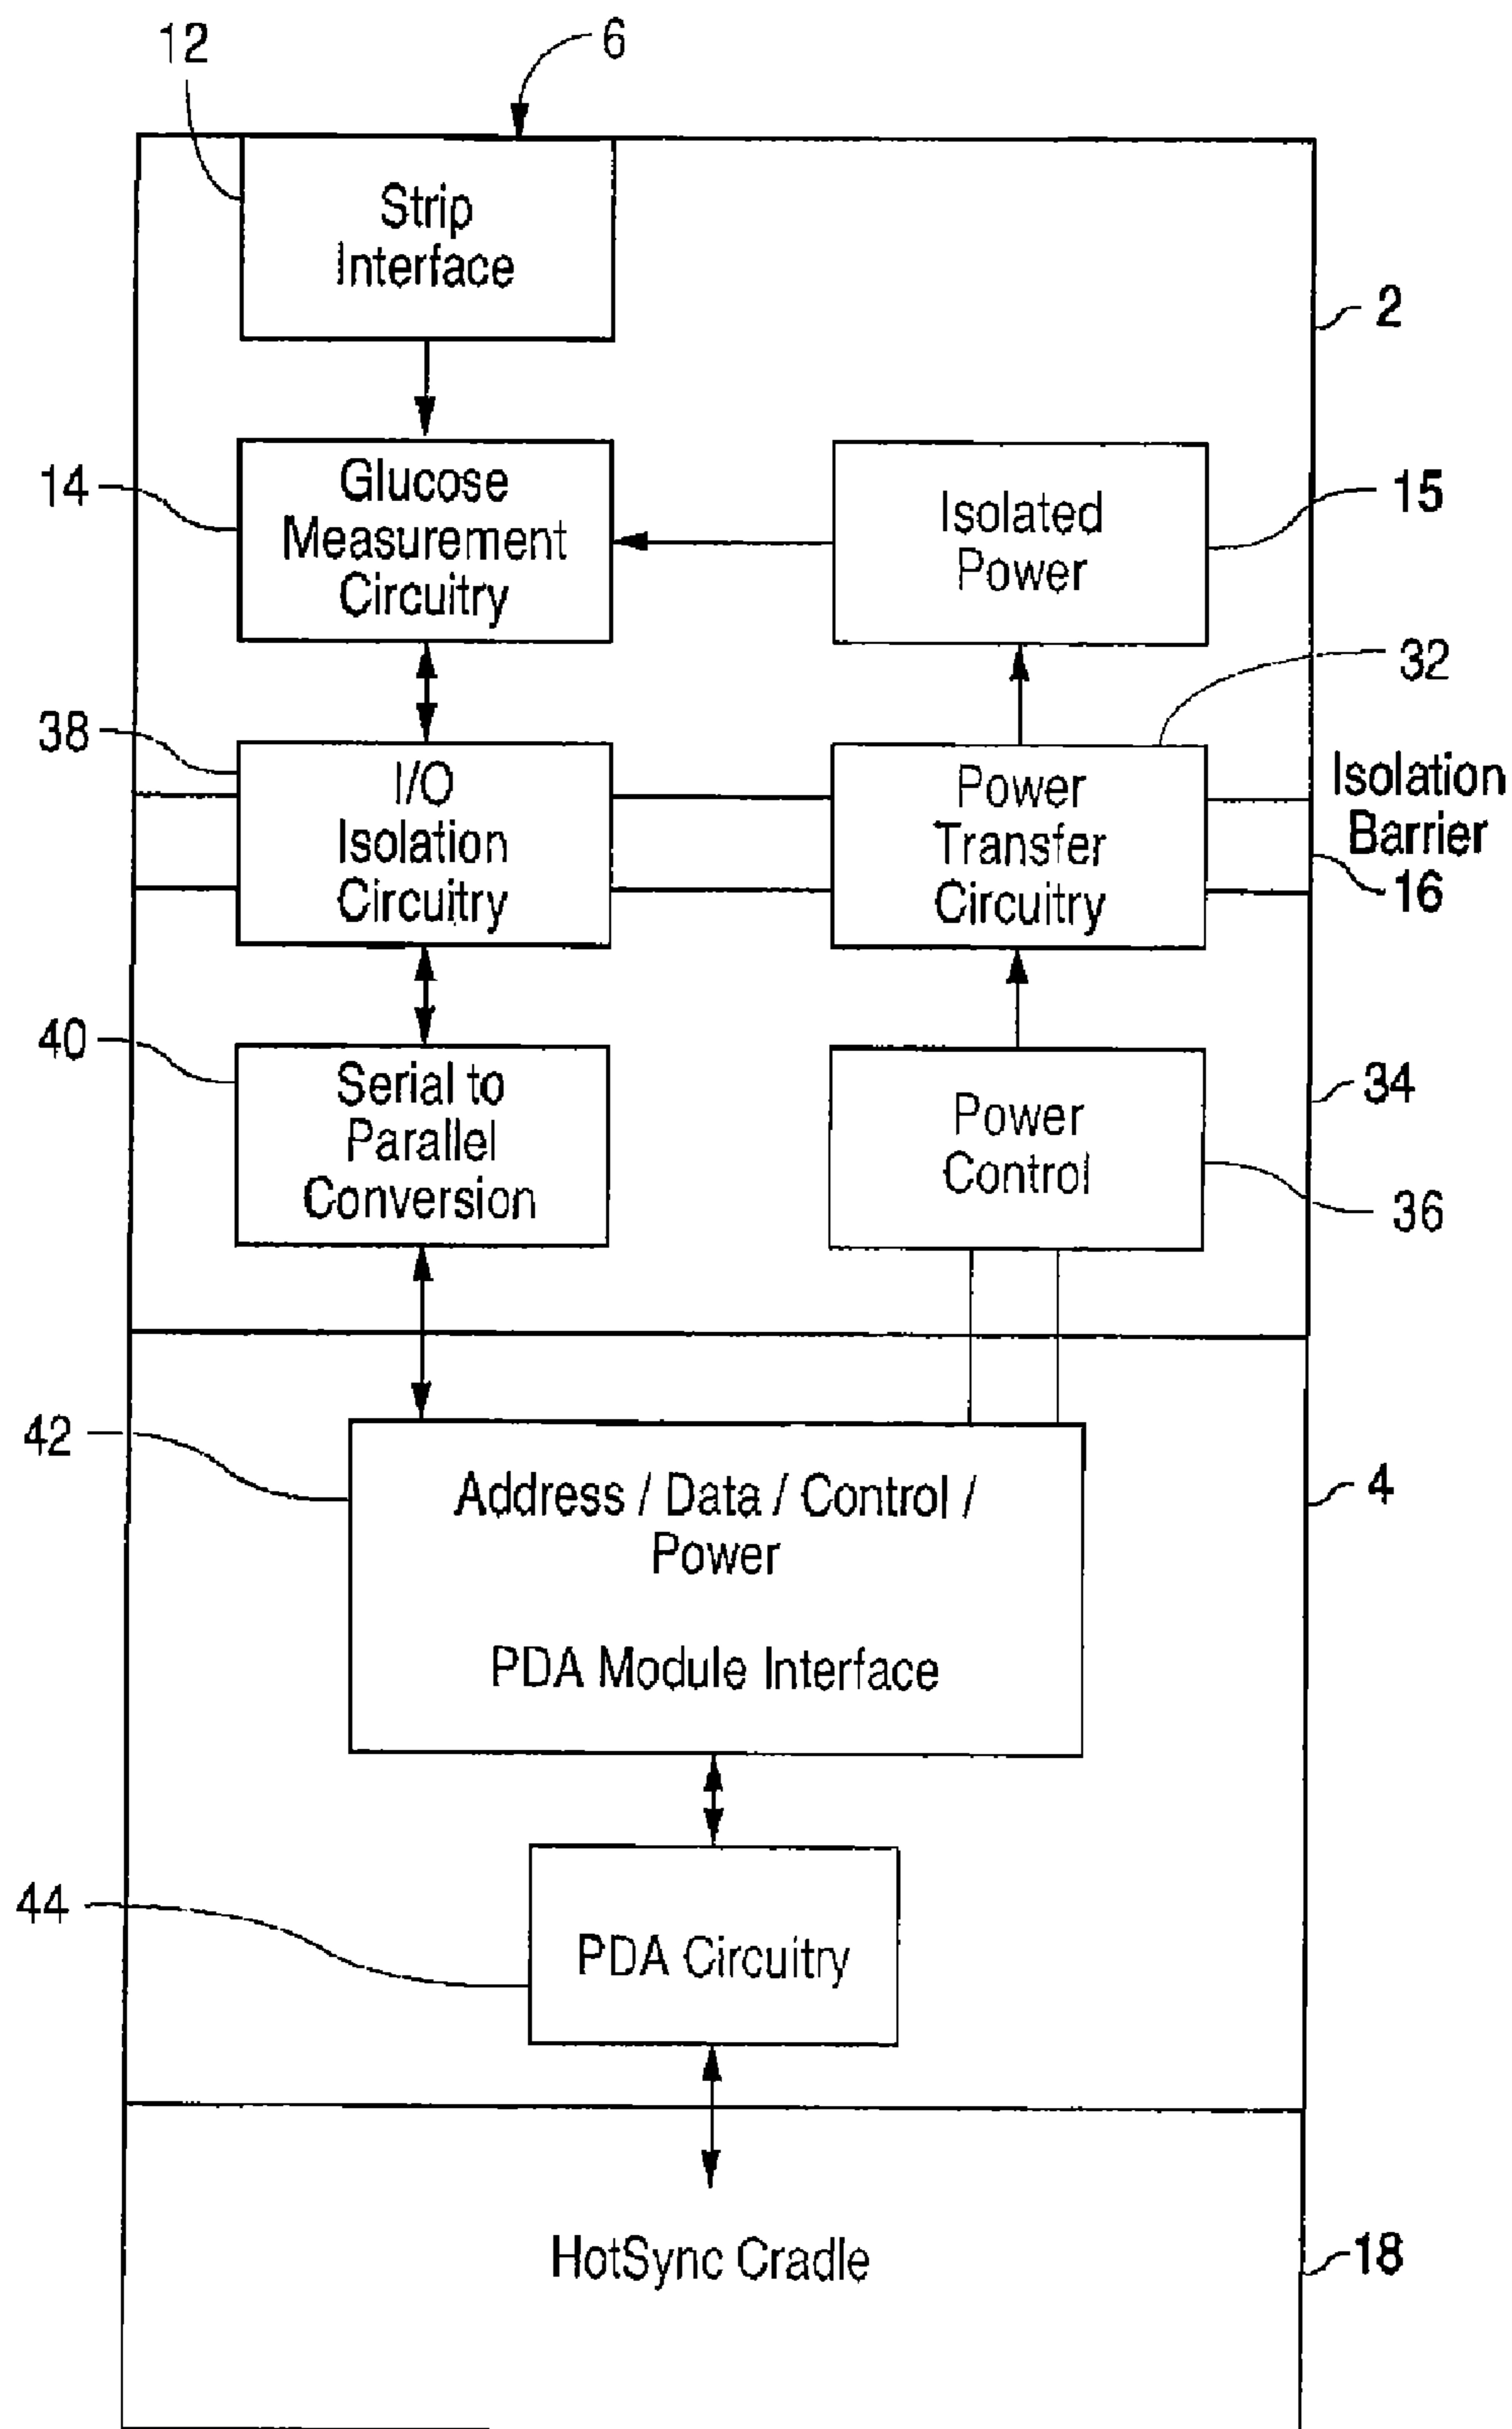 12
6
Strip
Interface
2
14
Glucose
Measurement
Circuitry
Isolated
Power
15
32
38
I/O
Isolation
Circuitry
Power
Transfer
Circuitry
Isolation
Barrier
16
40
Serial to
Parallel
Conversion
Power
Control
34
36
42
Address / Data / Control /
Power
PDA Module Interface
4
44
PDA Circuitry
HotSync Cradle
18